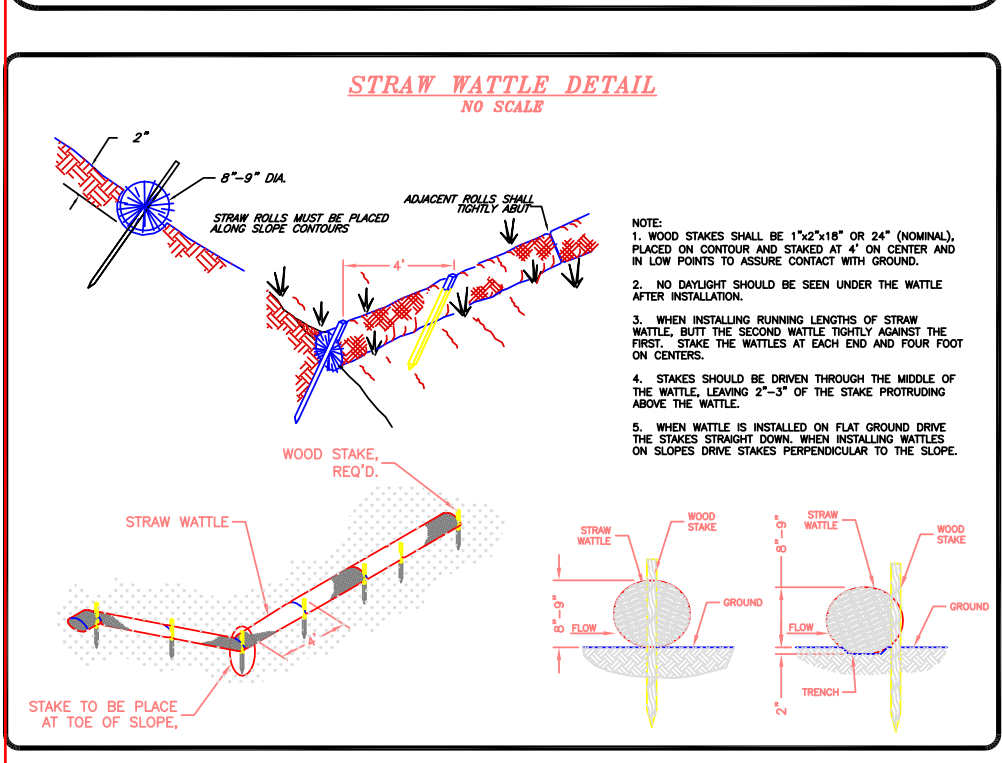 STRAW WATTLE DETAIL
NO SCALE
2"
8"-9" DIA.
STRAW ROLLS MUST BE PLACED
ALONG SLOPE CONTOURS
ADJACENT ROLLS SHALL
TIGHTLY ABUT
4'
NOTE:
1. WOOD STAKES SHALL BE 1"x2"x18" OR 24" (NOMINAL),
PLACED ON CONTOUR AND STAKED AT 4' ON CENTER AND
IN LOW POINTS TO ASSURE CONTACT WITH GROUND.
2. NO DAYLIGHT SHOULD BE SEEN UNDER THE WATTLE
AFTER INSTALLATION.
3. WHEN INSTALLING RUNNING LENGTHS OF STRAW
WATTLE, BUTT THE SECOND WATTLE TIGHTLY AGAINST THE
FIRST. STAKE THE WATTLES AT EACH END AND FOUR FOOT
ON CENTERS.
4. STAKES SHOULD BE DRIVEN THROUGH THE MIDDLE OF
THE WATTLE, LEAVING 2"-3" OF THE STAKE PROTRUDING
ABOVE THE WATTLE.
5. WHEN WATTLE IS INSTALLED ON FLAT GROUND DRIVE
THE STAKES STRAIGHT DOWN. WHEN INSTALLING WATTLES
ON SLOPES DRIVE STAKES PERPENDICULAR TO THE SLOPE.
WOOD STAKE,
REQ'D.
STRAW WATTLE
4'
STAKE TO BE PLACE
AT TOE OF SLOPE,
STRAW
WATTLE
WOOD
STAKE
8"-9"
FLOW
GROUND
STRAW
WATTLE
WOOD
STAKE
8"-9"
FLOW
GROUND
TRENCH
2"